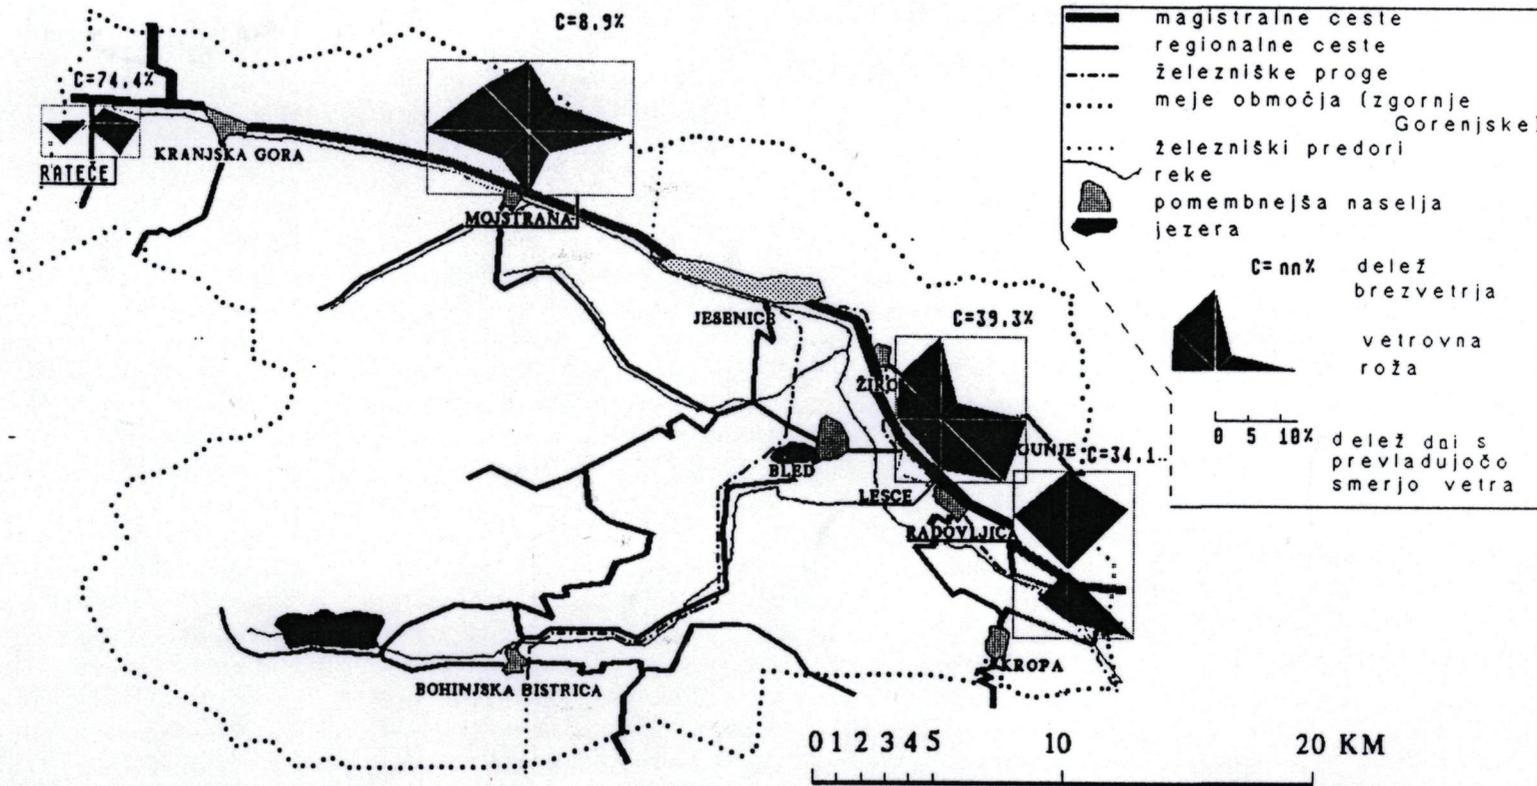 C=8,9%
C=74,4%
KRANJSKA GORA
RATEČE
MOJSTRANA
JESENICE
C=39,3%
ŽIRO
BLED
LESCE
GUNJE
C=34.1..
RADOVLJICA
KROPA
BOHINJSKA BISTRICA
0 1 2 3 4 5 10 20 KM
magistralne ceste
regionalne ceste
železniške proge
meje območja (zgornje
Gorenjske)
železniški predori
reke
pomembnejša naselja
jezera
C=nn% delež
brezvetrja
vetrovna
roža
0 5 10%
delež dni s
prevladujočo
smerjo vetra